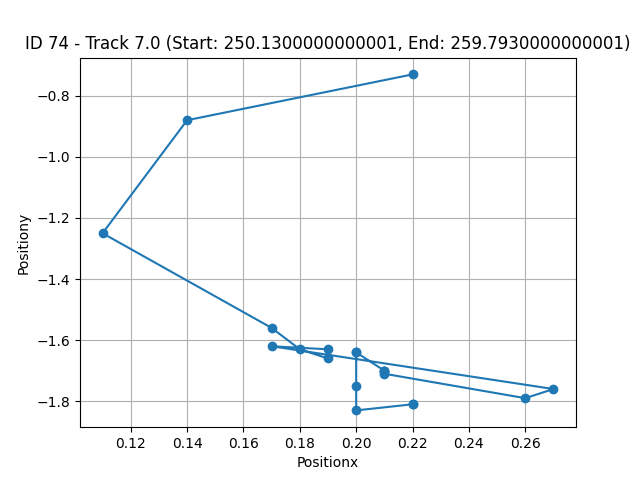 ID 74 - Track 7.0 (Start: 250.1300000000001, End: 259.7930000000001)
−0.8
−1.0
−1.2
−1.4
−1.6
−1.8
Positiony
0.12 0.14 0.16 0.18 0.20 0.22 0.24 0.26
Positionx